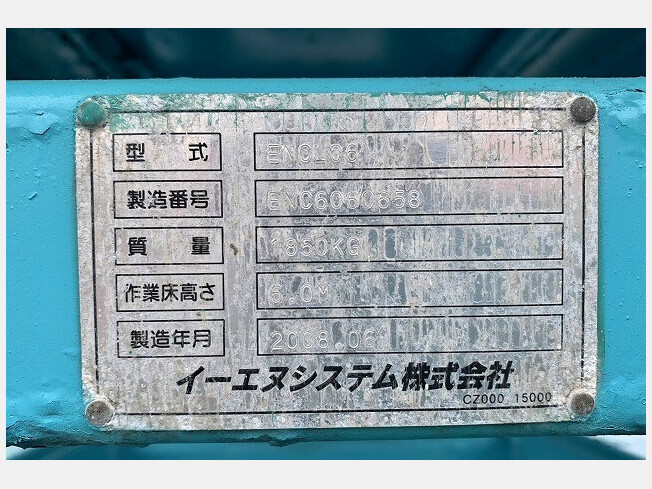 型 式 ENCL06
製造番号 ENC6060658
質 量 1850KG
作業床高さ 6.0M
製造年月 2008.06
イーエヌシステム株式会社
CZ000 15000